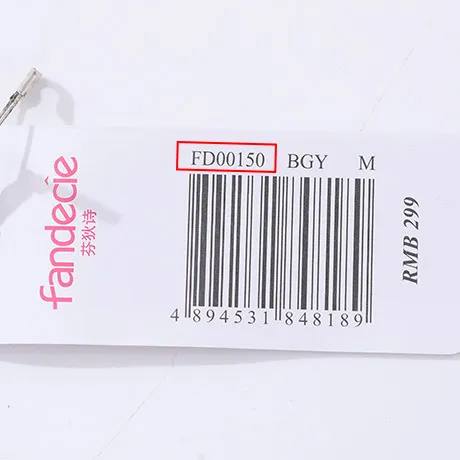 fandecie
芬狄诗
FD00150 BGY M
4 894531 848189
RMB 299